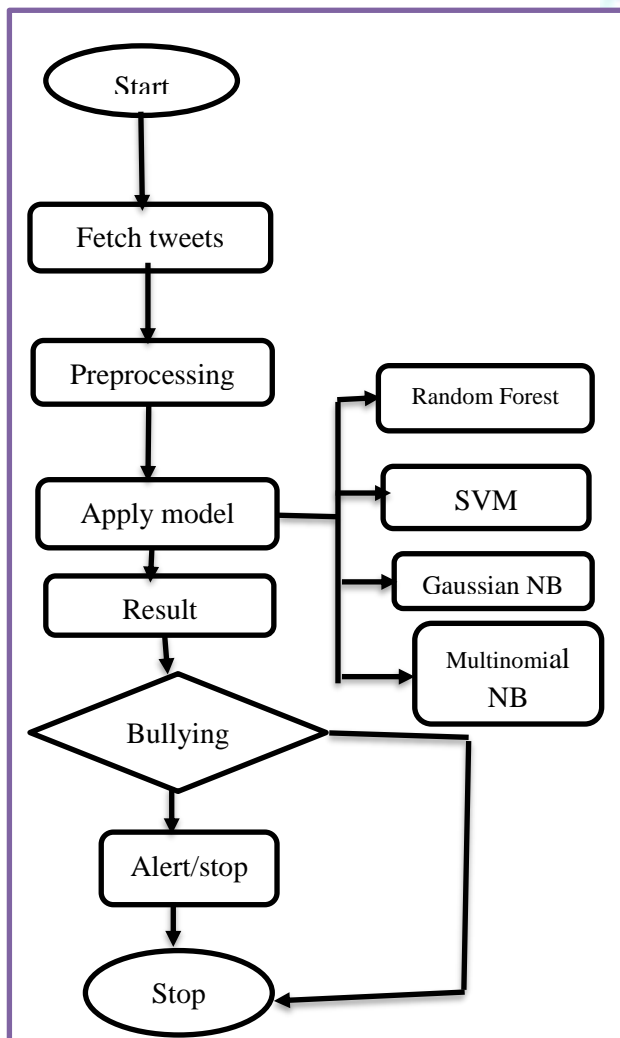 Start
Fetch tweets
Preprocessing
Random Forest
Apply model
SVM
Gaussian NB
Result
Multinomial
NB
Bullying
Alert/stop
Stop